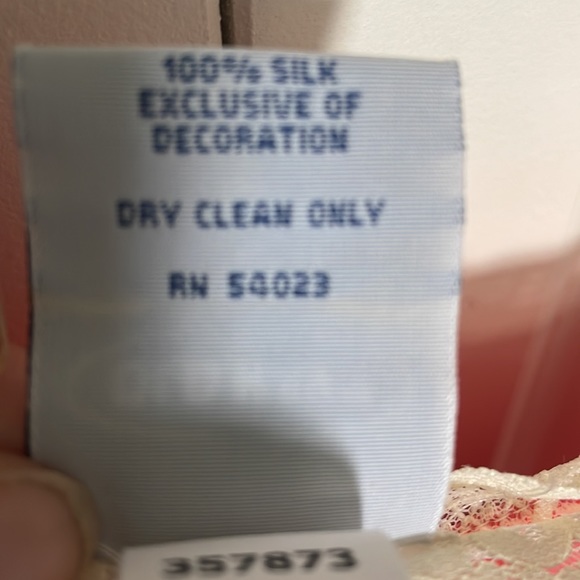 100% SILK
EXCLUSIVE OF
DECORATION
DRY CLEAN ONLY
RN 54023
357873